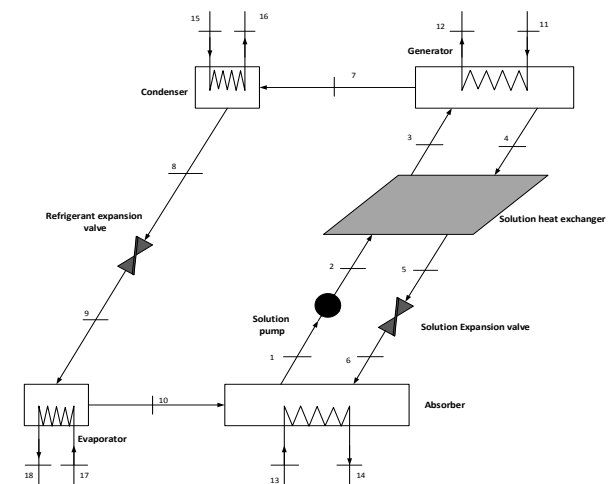 15
16
12
11
Generator
Condenser
7
3
4
8
Refrigerant expansion
valve
Solution heat exchanger
2
5
9
Solution
pump
Solution Expansion valve
1
6
10
Absorber
Evaporator
18
17
13
14